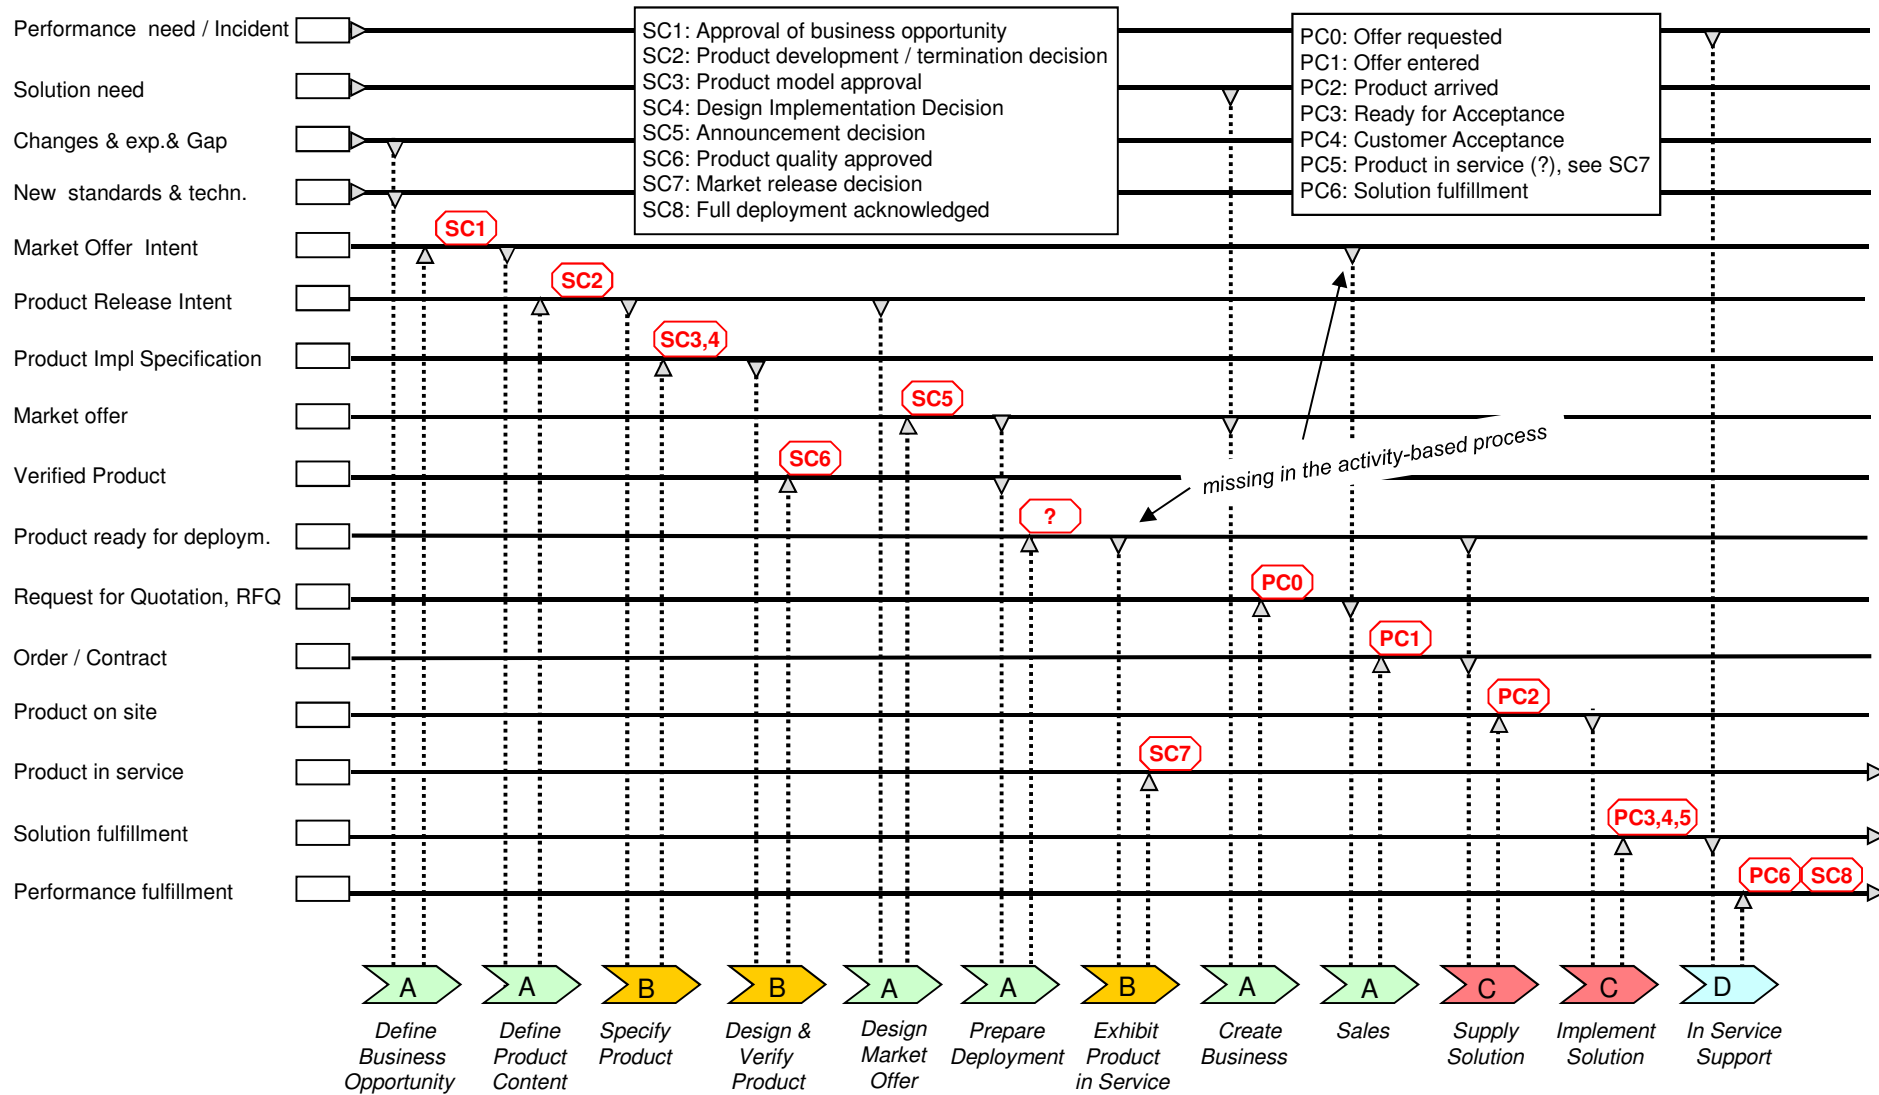 Performance  need / Incident
Solution need
Changes & exp.& Gap
New  standards & techn.
Market Offer  Intent
Product Release Intent
Product Impl Specification
Market offer
Verified Product
Product ready for deploym.
Request for Quotation, RFQ
Order / Contract
Product on site
Product in service
Solution fulfillment
Performance fulfillment
SC1: Approval of business opportunity
SC2: Product development / termination decision
SC3: Product model approval
SC4: Design Implementation Decision
SC5: Announcement decision
SC6: Product quality approved
SC7: Market release decision
SC8: Full deployment acknowledged
PC0: Offer requested
PC1: Offer entered
PC2: Product arrived
PC3: Ready for Acceptance
PC4: Customer Acceptance
PC5: Product in service (?), see SC7
PC6: Solution fulfillment
SC1
SC2
SC3,4
SC5
SC6
?
PC0
PC1
PC2
SC7
PC3,4,5
PC6
SC8
missing in the activity-based process
A
A
B
B
A
A
B
A
A
C
C
D
Define
Business
Opportunity
Define
Product
Content
Specify
Product
Design &
Verify
Product
Design
Market
Offer
Prepare
Deployment
Exhibit
Product
in Service
Create
Business
Sales
Supply
Solution
Implement
Solution
In Service
Support